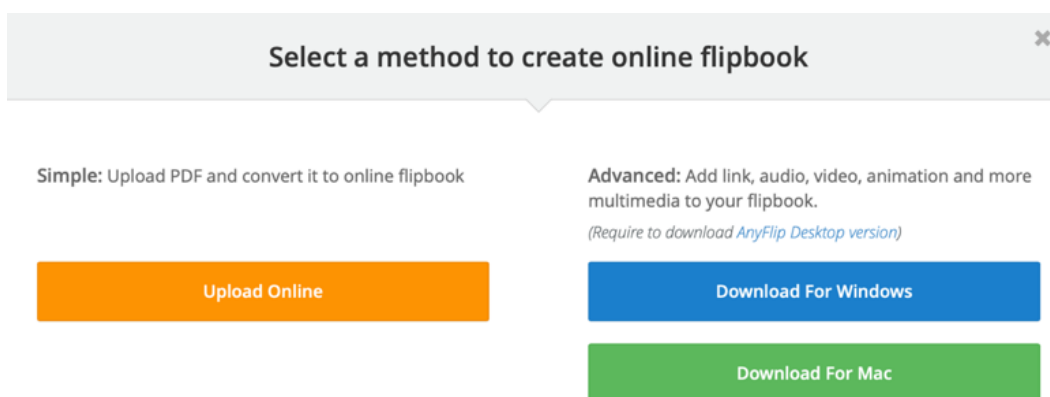 Select a method to create online flipbook
Simple: Upload PDF and convert it to online flipbook
Upload Online
Advanced: Add link, audio, video, animation and more
multimedia to your flipbook.
(Require to download AnyFlip Desktop version)
Download For Windows
Download For Mac